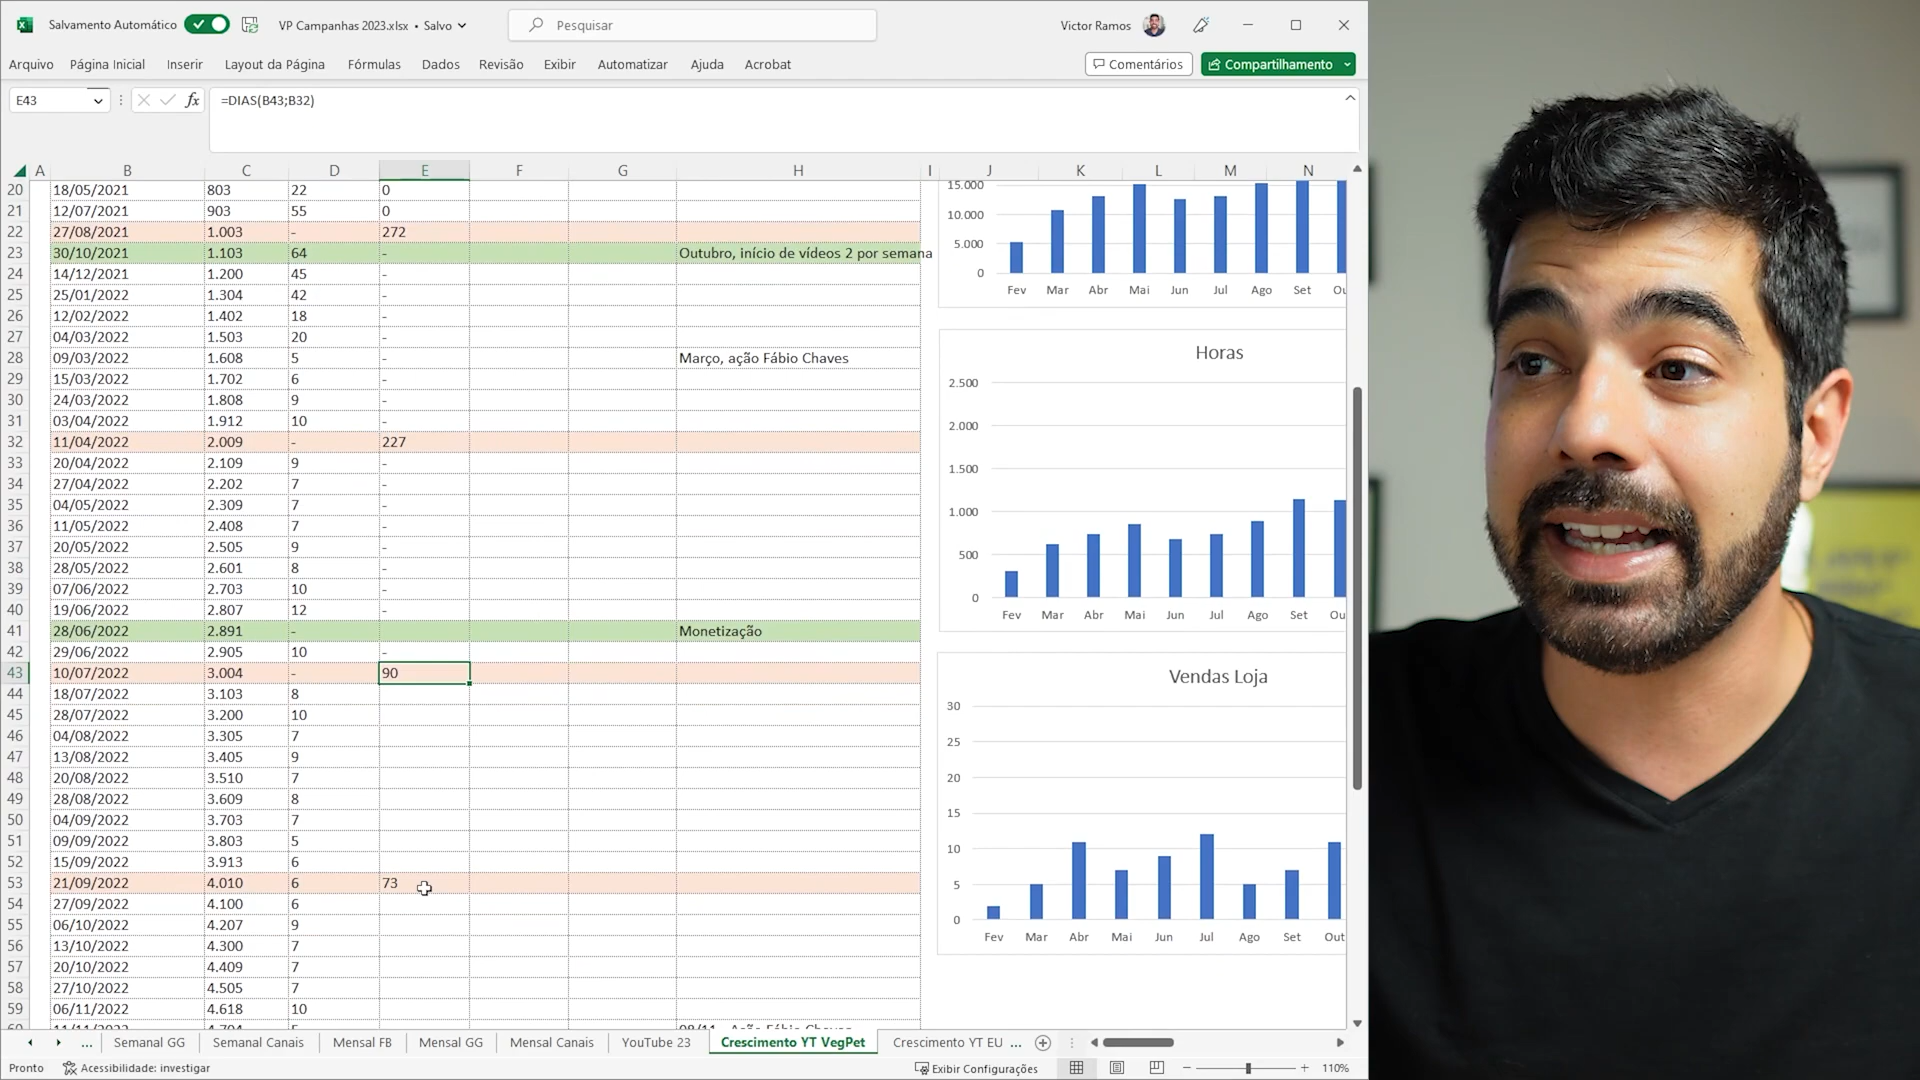 Salvamento Automático VP Campanhas 2023.xlsx • Salvo Pesquisar Victor Ramos
Arquivo Página Inicial Inserir Layout da Página Fórmulas Dados Revisão Exibir Automatizar Ajuda Acrobat Comentários Compartilhamento
E43 fx =DIAS(B43;B32)
A B C D E F G H I J K L M N
20 18/05/2021 803 22 0
21 12/07/2021 903 55 0
22 27/08/2021 1.003 - 272
23 30/10/2021 1.103 64 - Outubro, início de vídeos 2 por semana
24 14/12/2021 1.200 45 -
25 25/01/2022 1.304 42 -
26 12/02/2022 1.402 18 -
27 04/03/2022 1.503 20 -
28 09/03/2022 1.608 5 - Março, ação Fábio Chaves
29 15/03/2022 1.702 6 -
30 24/03/2022 1.808 9 -
31 03/04/2022 1.912 10 -
32 11/04/2022 2.009 - 227
33 20/04/2022 2.109 9 -
34 27/04/2022 2.202 7 -
35 04/05/2022 2.309 7 -
36 11/05/2022 2.408 7 -
37 20/05/2022 2.505 9 -
38 28/05/2022 2.601 8 -
39 07/06/2022 2.703 10 -
40 19/06/2022 2.807 12 -
41 28/06/2022 2.891 - Monetização
42 29/06/2022 2.905 10 -
43 10/07/2022 3.004 - 90
44 18/07/2022 3.103 8
45 28/07/2022 3.200 10
46 04/08/2022 3.305 7
47 13/08/2022 3.405 9
48 20/08/2022 3.510 7
49 28/08/2022 3.609 8
50 04/09/2022 3.703 7
51 09/09/2022 3.803 5
52 15/09/2022 3.913 6
53 21/09/2022 4.010 6 73
54 27/09/2022 4.100 6
55 06/10/2022 4.207 9
56 13/10/2022 4.300 7
57 20/10/2022 4.409 7
58 27/10/2022 4.505 7
59 06/11/2022 4.618 10
15.000
10.000
5.000
0
Fev Mar Abr Mai Jun Jul Ago Set Ou
Horas
2.500
2.000
1.500
1.000
500
0
Fev Mar Abr Mai Jun Jul Ago Set Ou
Vendas Loja
30
25
20
15
10
5
0
Fev Mar Abr Mai Jun Jul Ago Set Out
... Semanal GG Semanal Canais Mensal FB Mensal GG Mensal Canais YouTube 23 Crescimento YT VegPet Crescimento YT EU ...
Pronto Acessibilidade: investigar Exibir Configurações 110%